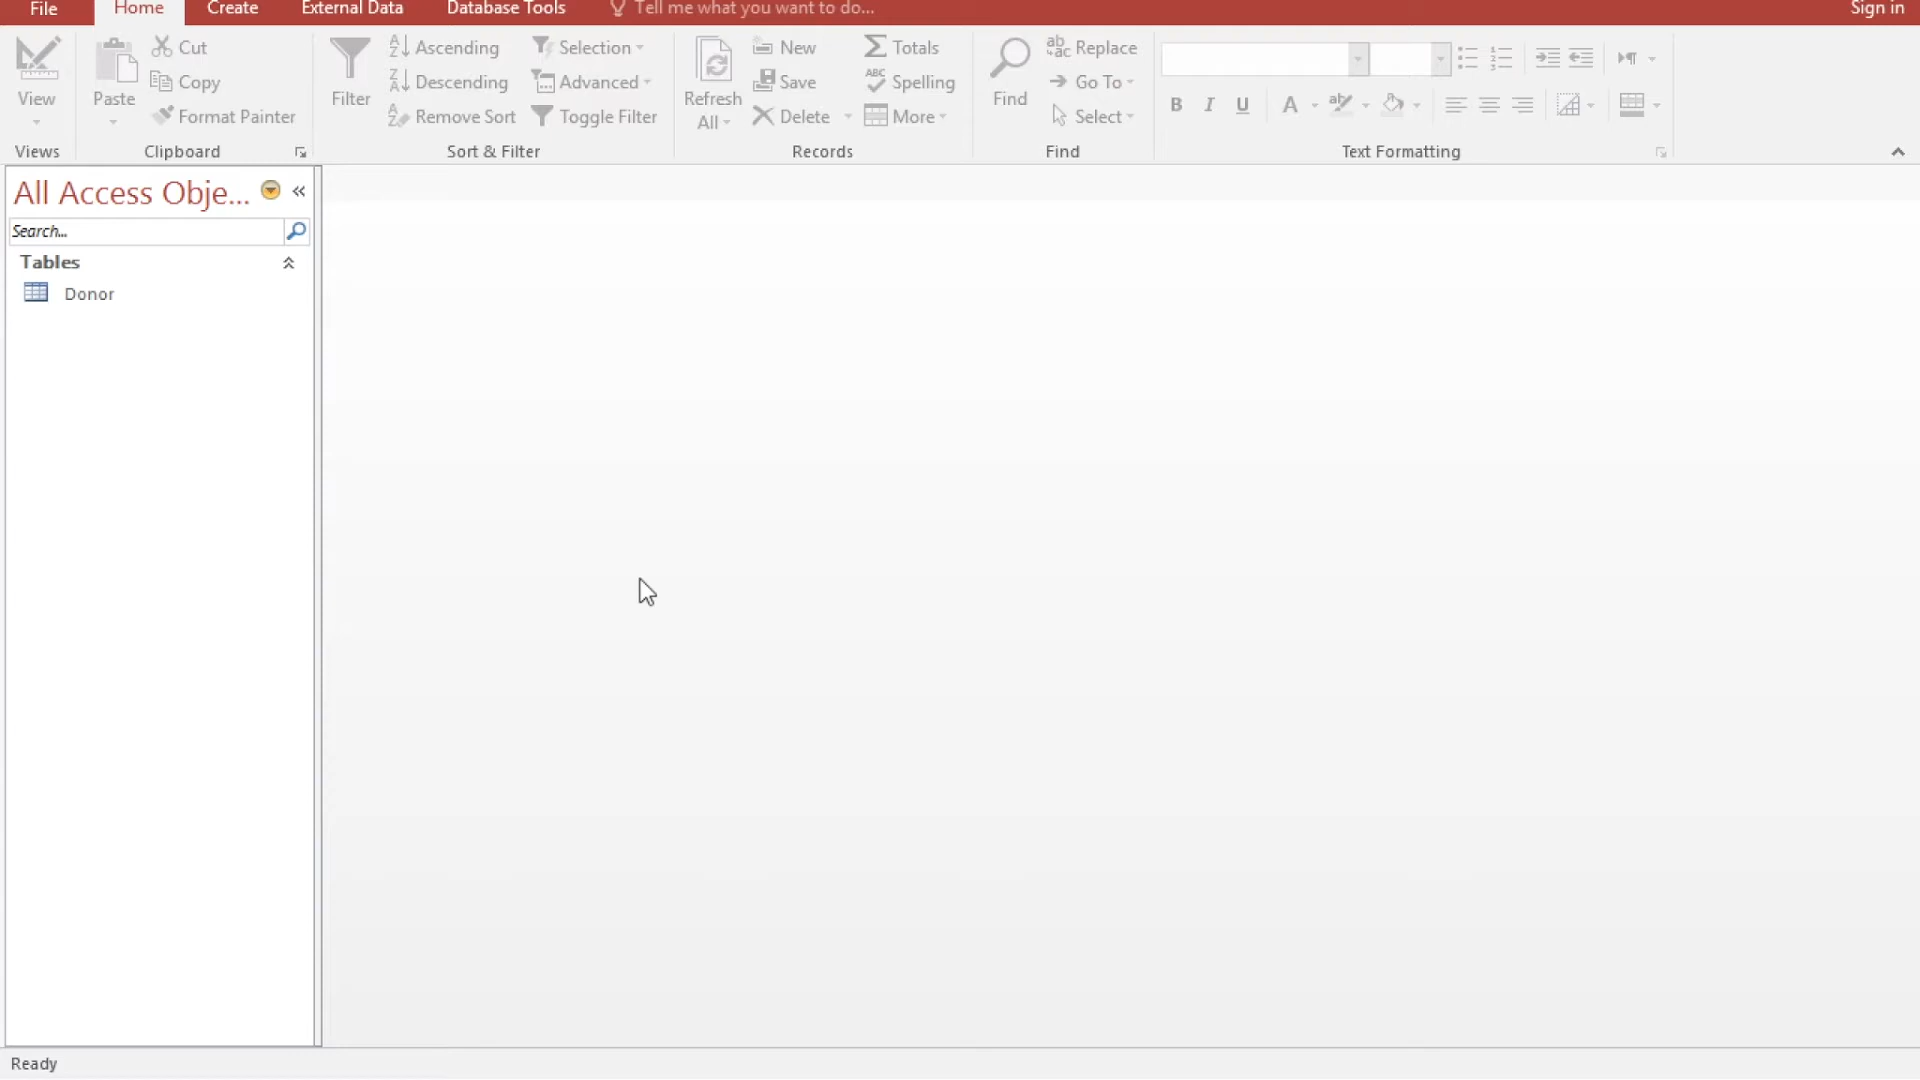 File Home Create External Data Database Tools Tell me what you want to do... Sign in
Cut Ascending Selection New Totals Replace
Copy Descending Advanced Save Spelling Go To
View Paste Format Painter Filter Remove Sort Toggle Filter Refresh All Delete More Find Select B I U A
Views Clipboard Sort & Filter Records Find Text Formatting
All Access Obje...
Search...
Tables
Donor
Ready